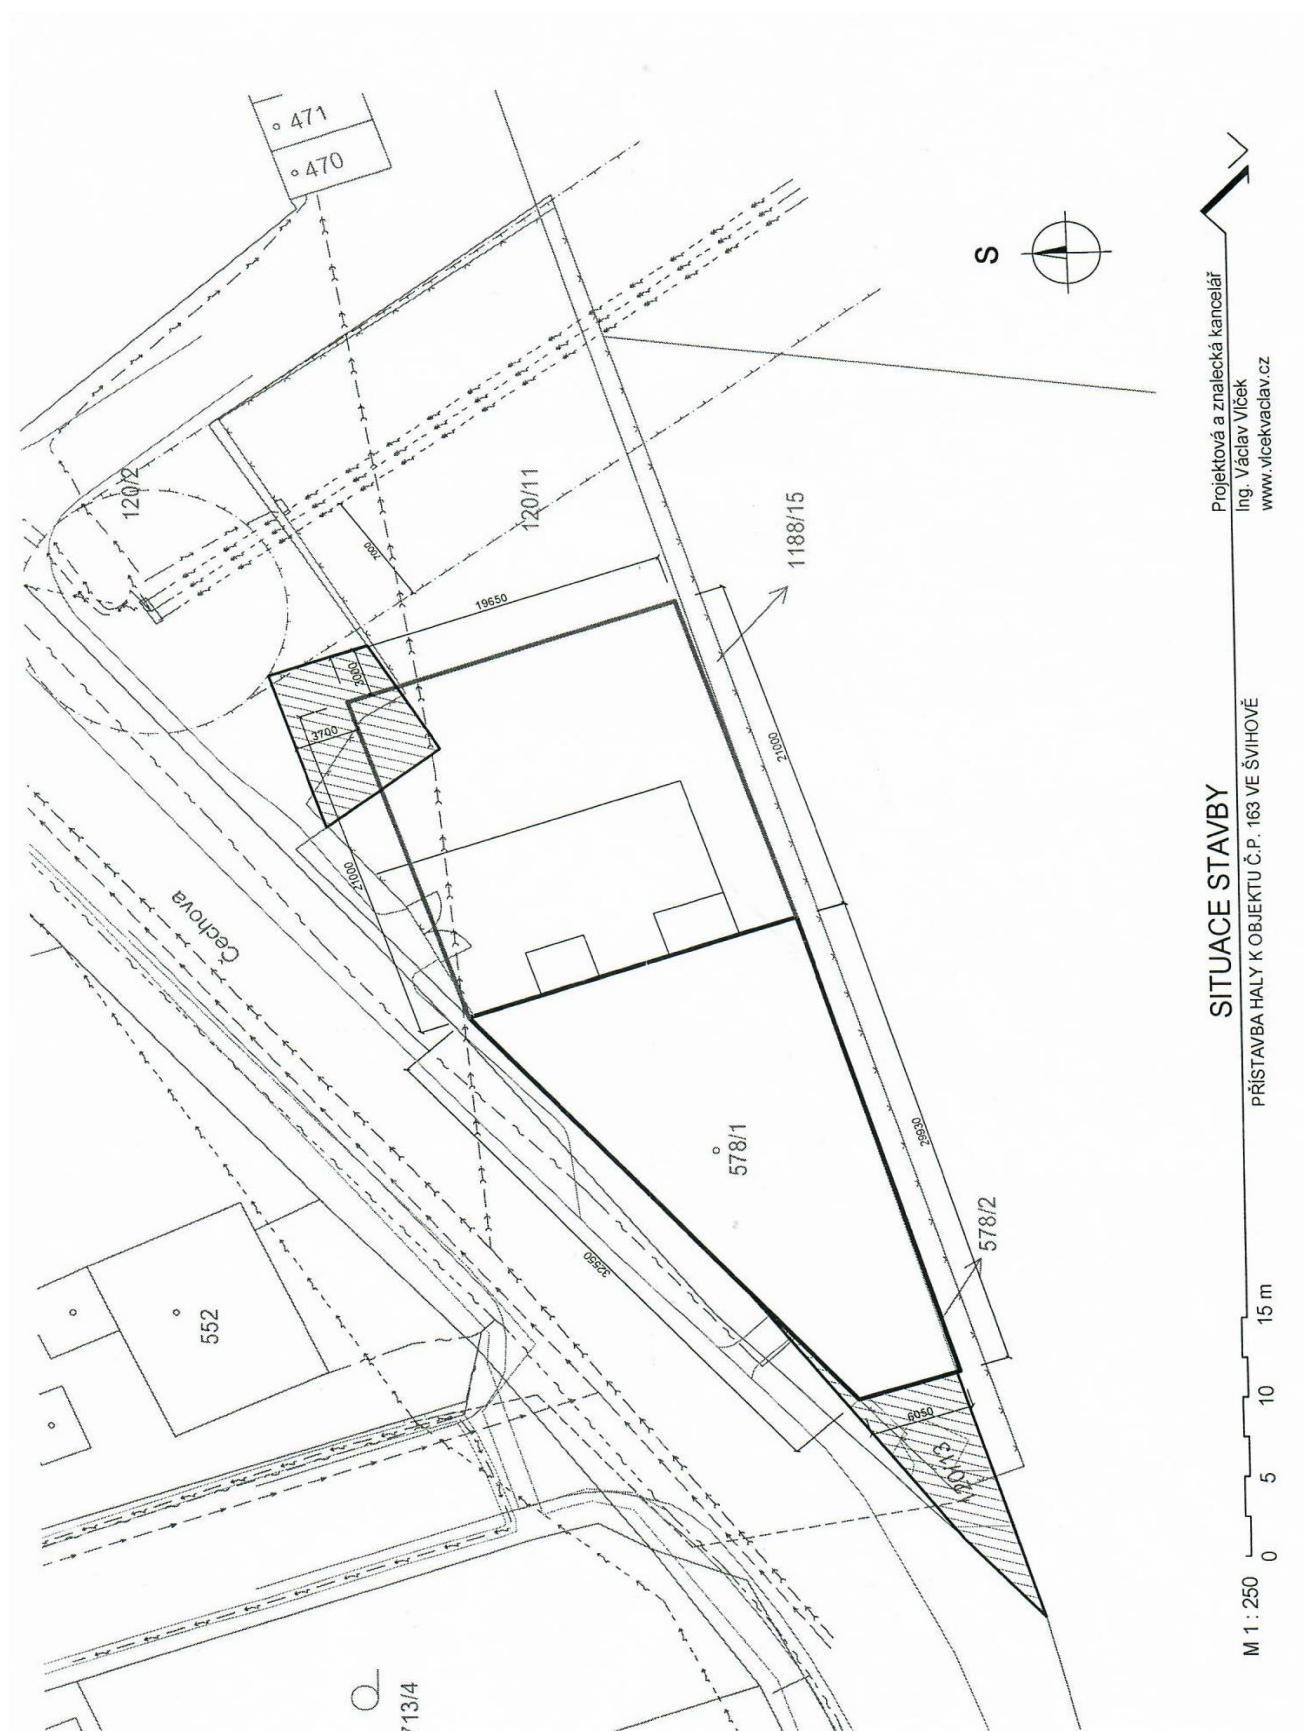 471
470
120/2
120/11
1188/15
S
Čechova
19650
7000
3000
3700
21000
21000
578/1
29930
578/2
32550
6050
120/13
552
713/4
SITUACE STAVBY
PŘÍSTAVBA HALY K OBJEKTU Č.P. 163 VE ŠVIHOVĚ
Projektová a znalecká kancelář
Ing. Václav Vlček
www.vlcekvaclav.cz
M 1 : 250
0
5
10
15 m